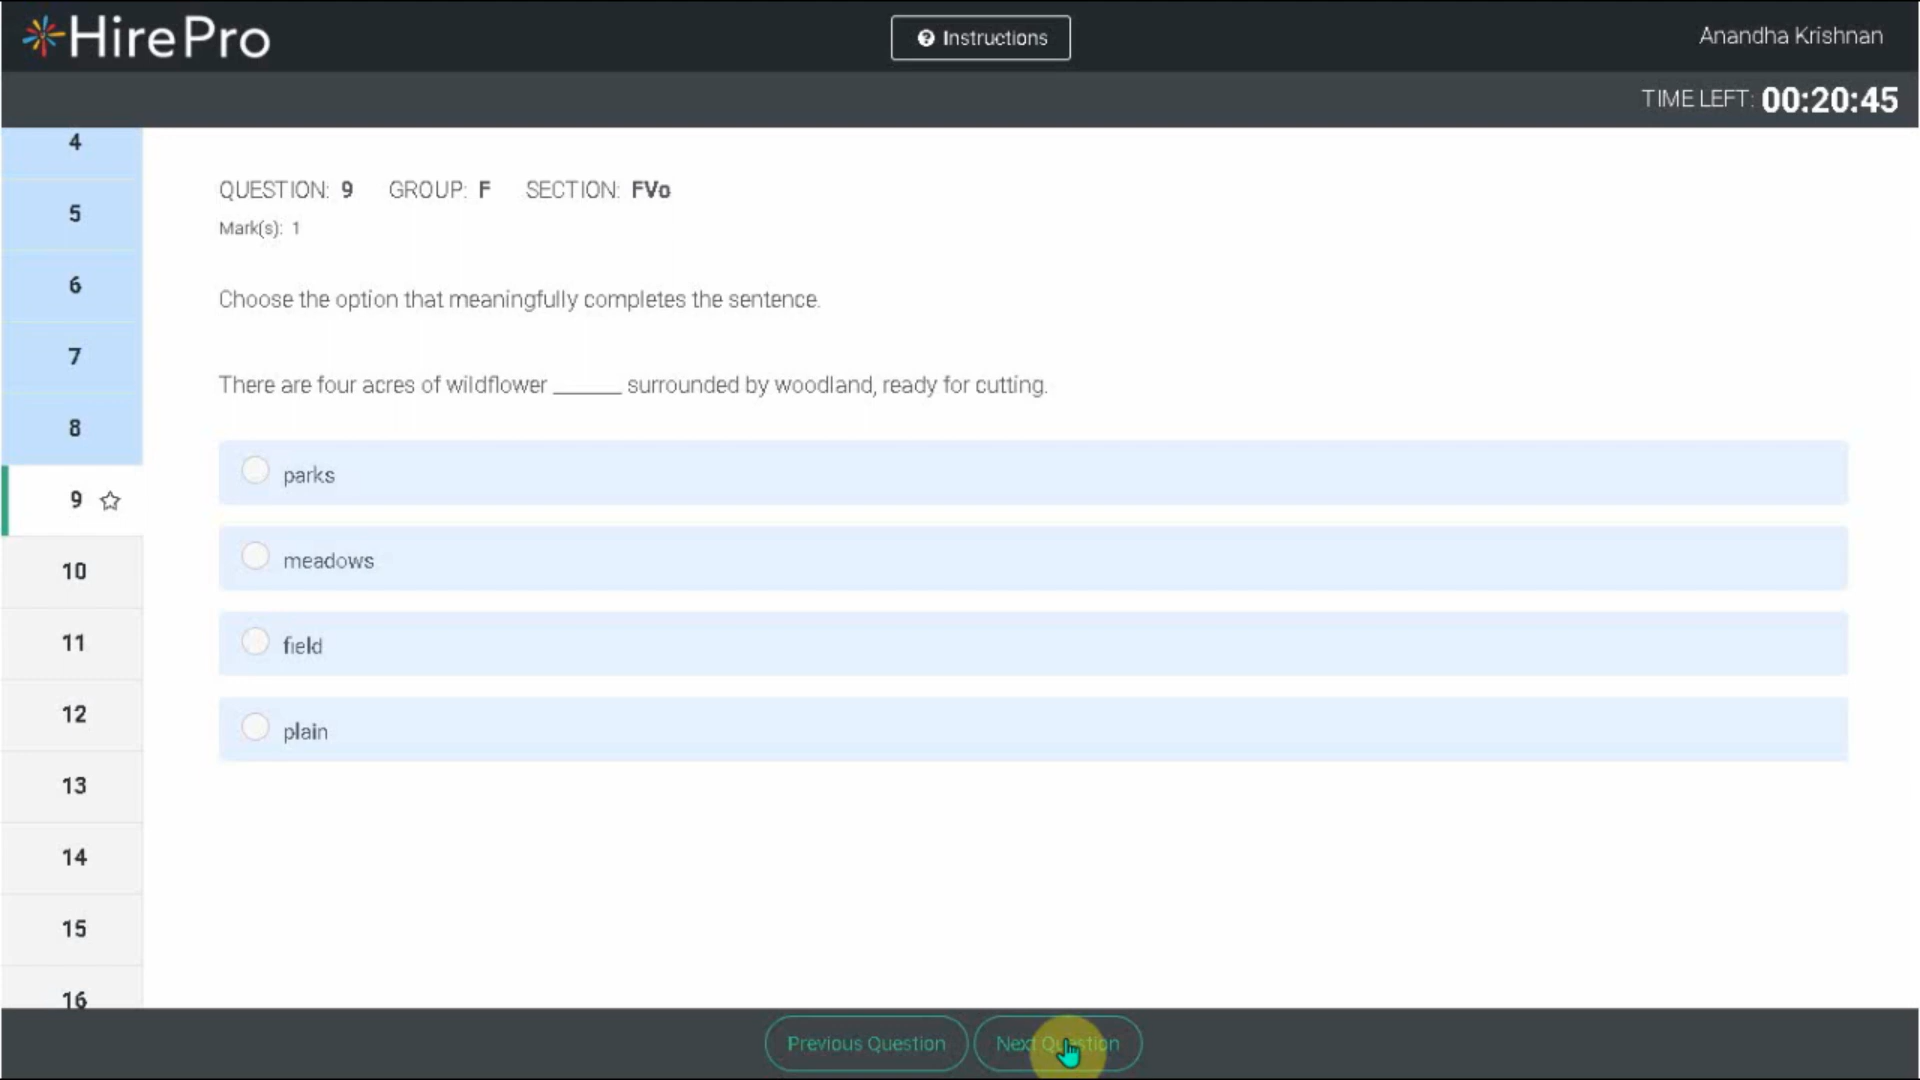 HirePro
Instructions
Anandha Krishnan
TIME LEFT: 00:20:45
4
5
6
7
8
9
10
11
12
13
14
15
16
QUESTION: 9 GROUP: F SECTION: FVo
Mark(s): 1
Choose the option that meaningfully completes the sentence.
There are four acres of wildflower ______ surrounded by woodland, ready for cutting.
parks
meadows
field
plain
Previous Question
Next Question